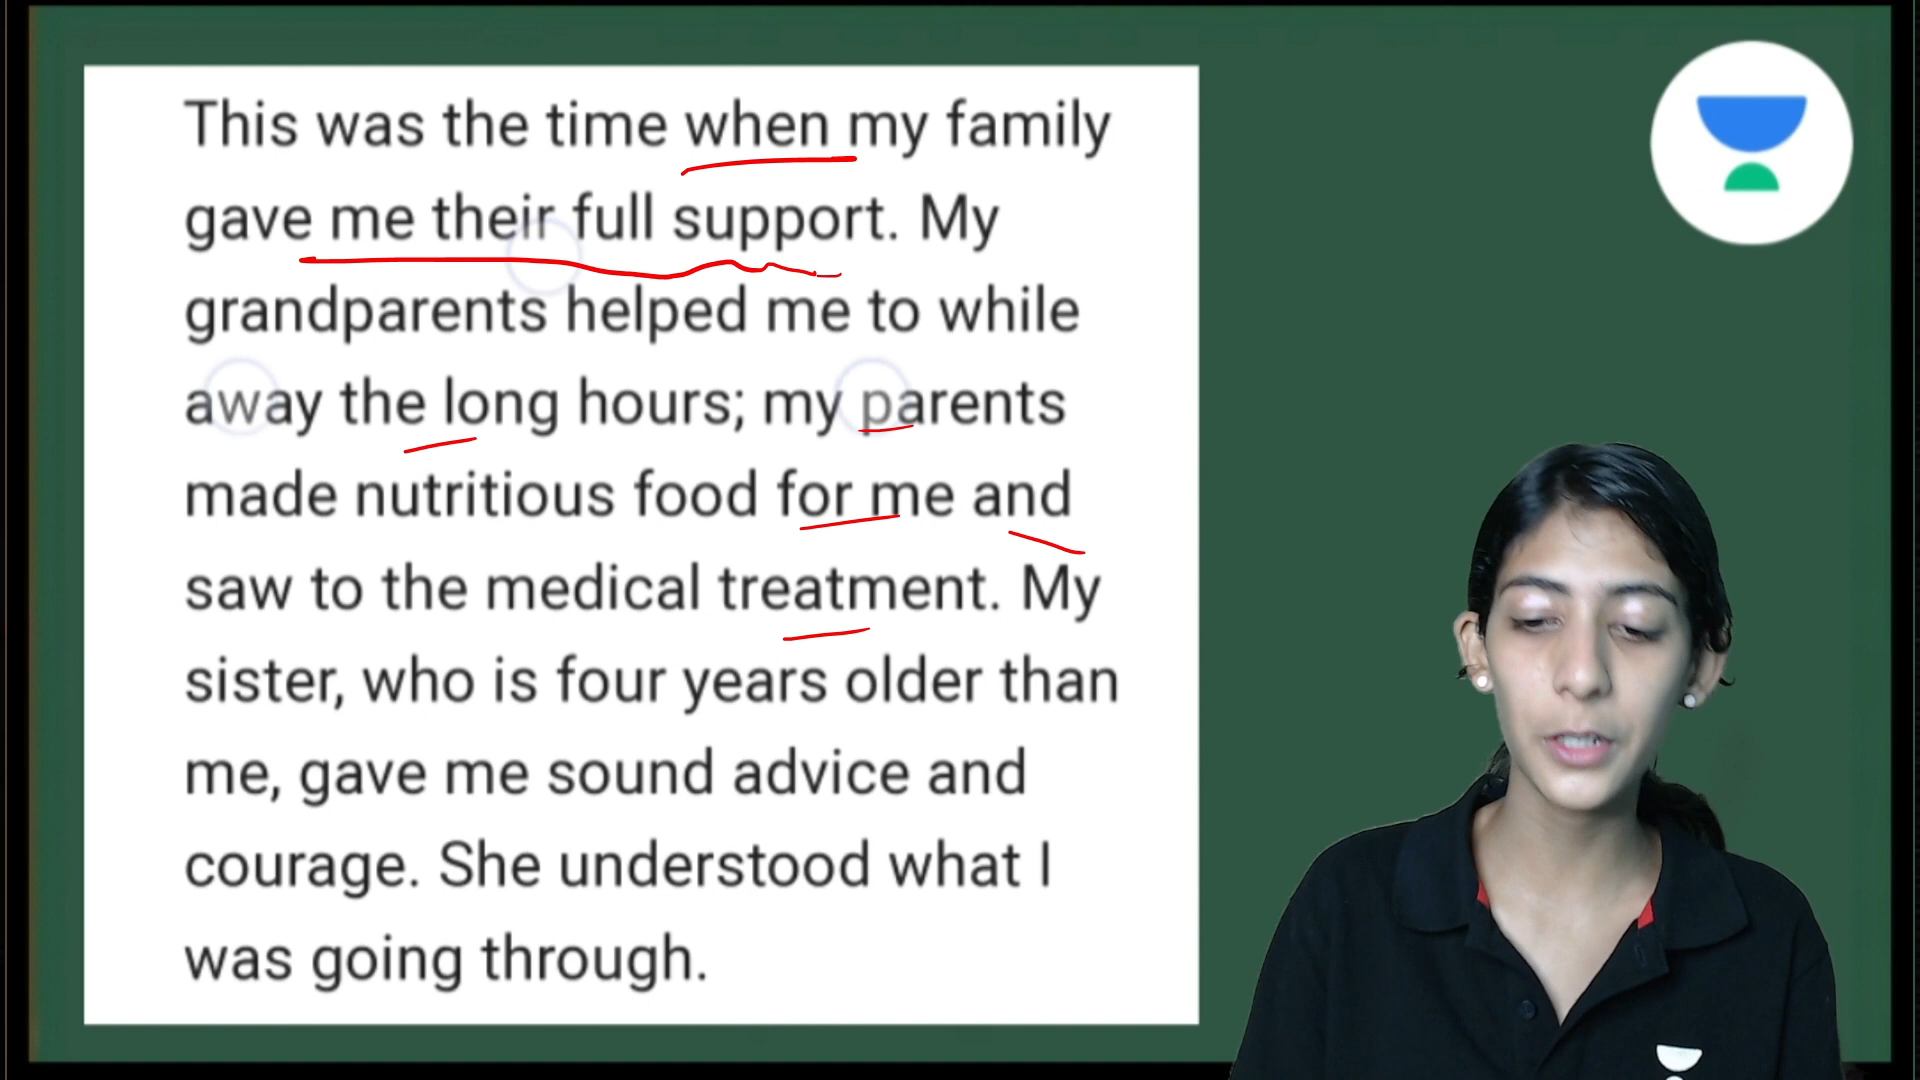 This was the time when my family
gave me their full support. My
grandparents helped me to while
away the long hours; my parents
made nutritious food for me and
saw to the medical treatment. My
sister, who is four years older than
me, gave me sound advice and
courage. She understood what I
was going through.